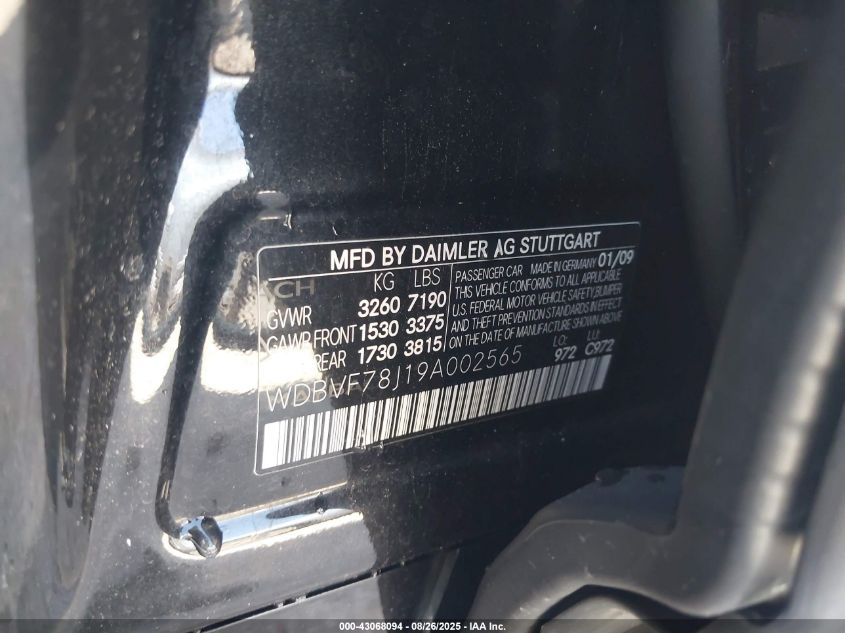 MFD BY DAIMLER AG STUTTGART
CH KG LBS
GVWR 3260 7190
GAWR FRONT 1530 3375
REAR 1730 3815
PASSENGER CAR MADE IN GERMANY 01/09
THIS VEHICLE CONFORMS TO ALL APPLICABLE
U.S. FEDERAL MOTOR VEHICLE SAFETY,BUMPER
AND THEFT PREVENTION STANDARDS IN EFFECT
ON THE DATE OF MANUFACTURE SHOWN ABOVE
LO: LU:
972 C972
WDBVF78J19A002565
000-43068094 - 08/26/2025 - IAA Inc.